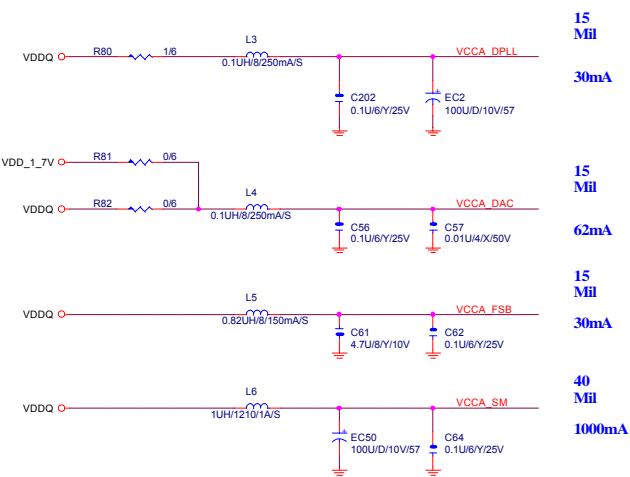 15
Mil
L3
R80 1/6
VDDQ
VCCA_DPLL
0.1UH/8/250mA/S
30mA
C202
0.1U/6/Y/25V
EC2
100U/D/10V/57
R81 0/6
VDD_1_7V
15
Mil
L4
R82 0/6
VDDQ
VCCA_DAC
0.1UH/8/250mA/S
62mA
C56
0.1U/6/Y/25V
C57
0.01U/4/X/50V
15
Mil
L5
VDDQ
VCCA_FSB
0.82UH/8/150mA/S
30mA
C61
4.7U/8/Y/10V
C62
0.1U/6/Y/25V
40
Mil
L6
VDDQ
VCCA_SM
1UH/1210/1A/S
1000mA
EC50
100U/D/10V/57
C64
0.1U/6/Y/25V